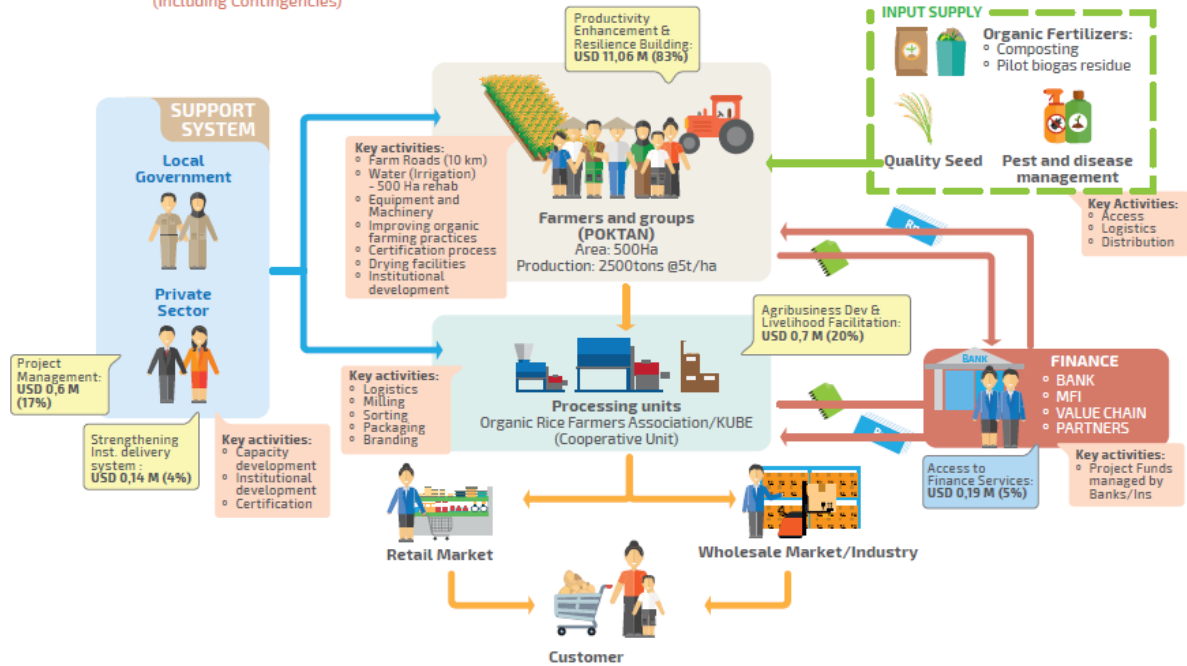 (Including Contingencies)
Productivity
Enhancement &
Resilience Building:
USD 11,06 M (83%)
INPUT SUPPLY
Organic Fertilizers:
° Composting
° Pilot biogas residue
Quality Seed
Pest and disease
management
Key Activities:
° Access
° Logistics
° Distribution
SUPPORT
SYSTEM
Local
Government
Private
Sector
Key activities:
° Farm Roads (10 km)
° Water (Irrigation)
- 500 Ha rehab
° Equipment and
Machinery
° Improving organic
farming practices
° Certification process
° Drying facilities
° Institutional
development
Farmers and groups
(POKTAN)
Area: 500Ha
Production: 2500tons @5t/ha
Agribusiness Dev &
Livelihood Facilitation:
USD 0,7 M (20%)
Project
Management:
USD 0,6 M
(17%)
Strengthening
Inst. delivery
system :
USD 0,14 M (4%)
Key activities:
° Capacity
development
° Institutional
development
° Certification
Key activities:
° Logistics
° Milling
° Sorting
° Packaging
° Branding
Processing units
Organic Rice Farmers Association/KUBE
(Cooperative Unit)
BANK
FINANCE
° BANK
° MFI
° VALUE CHAIN
° PARTNERS
Access to
Finance Services:
USD 0,19 M (5%)
Key activities:
° Project Funds
managed by
Banks/Ins
Retail Market
Wholesale Market/Industry
Customer